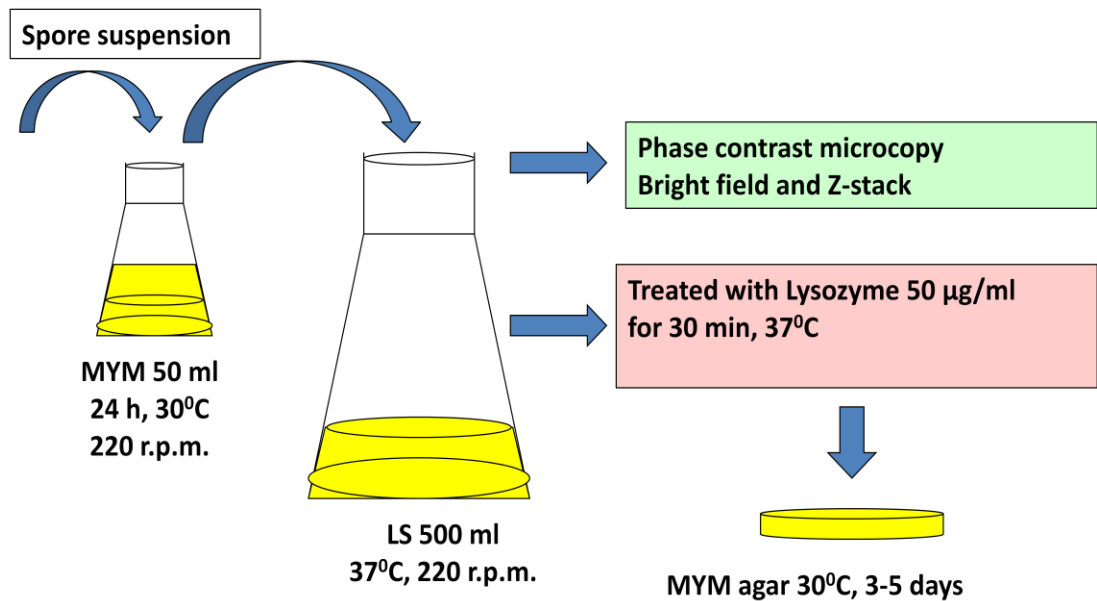 Spore suspension
Phase contrast microcopy
Bright field and Z-stack
Treated with Lysozyme 50 µg/ml
for 30 min, 37⁰C
MYM 50 ml
24 h, 30⁰C
220 r.p.m.
LS 500 ml
37⁰C, 220 r.p.m.
MYM agar 30⁰C, 3-5 days